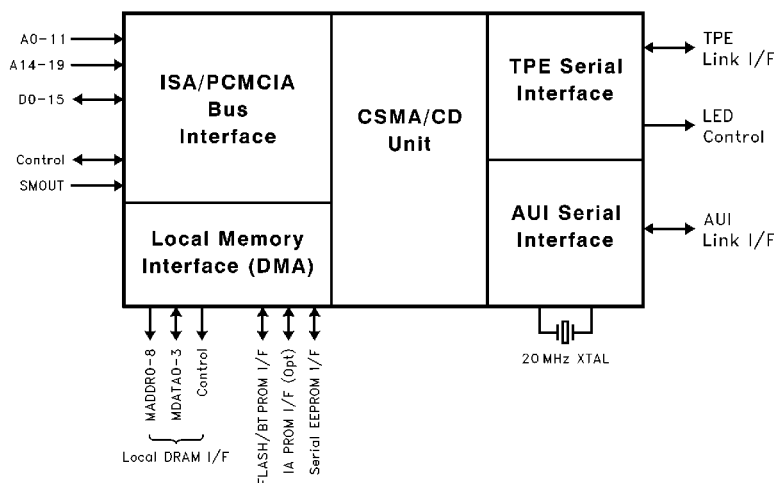 A0-11
A14-19
D0-15
Control
SMOUT
ISA/PCMCIA
Bus
Interface
Local Memory
Interface (DMA)
CSMA/CD
Unit
TPE Serial
Interface
AUI Serial
Interface
TPE
Link I/F
LED
Control
AUI
Link I/F
20 MHz XTAL
MADDR0-8
MDATA0-3
Control
Local DRAM I/F
FLASH/BT PROM I/F
IA PROM I/F (Opt)
Serial EEPROM I/F